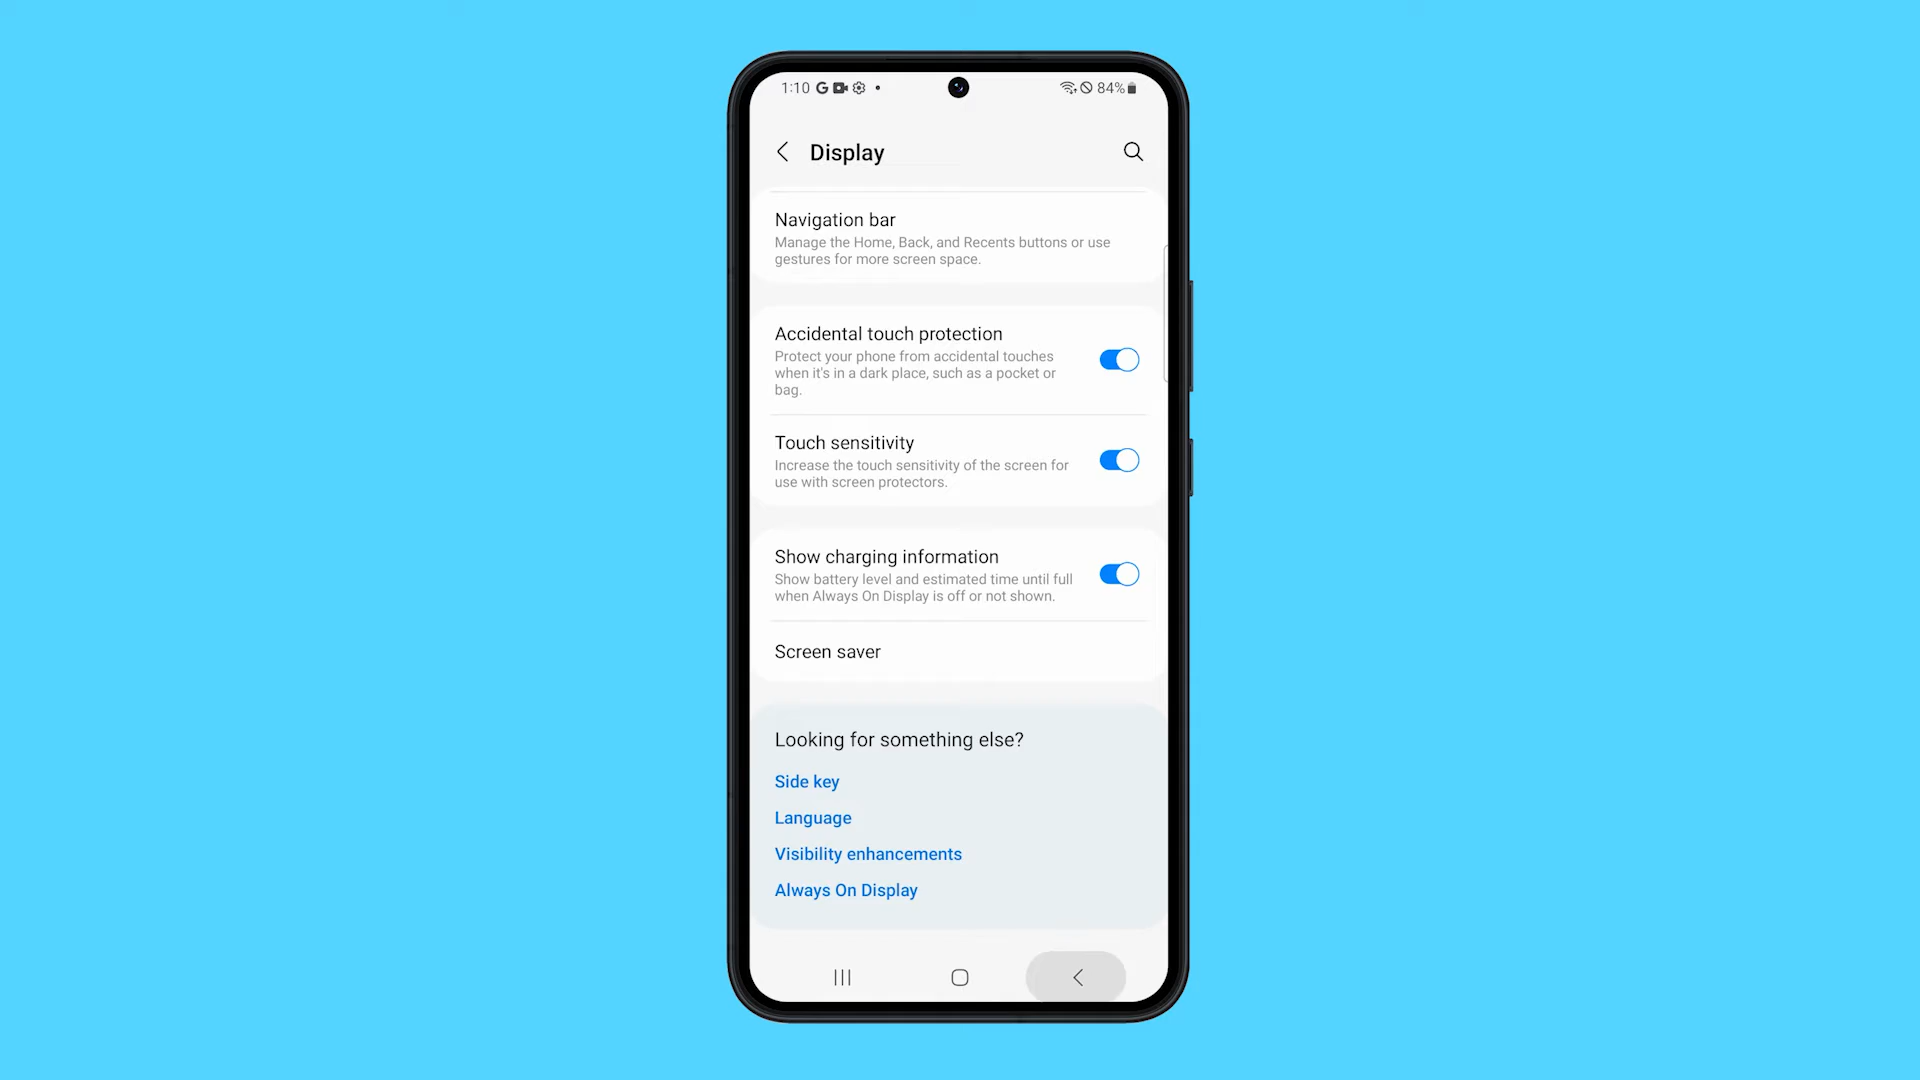 1:10
84%
Display
Navigation bar
Manage the Home, Back, and Recents buttons or use
gestures for more screen space.
Accidental touch protection
Protect your phone from accidental touches
when it's in a dark place, such as a pocket or
bag.
Touch sensitivity
Increase the touch sensitivity of the screen for
use with screen protectors.
Show charging information
Show battery level and estimated time until full
when Always On Display is off or not shown.
Screen saver
Looking for something else?
Side key
Language
Visibility enhancements
Always On Display